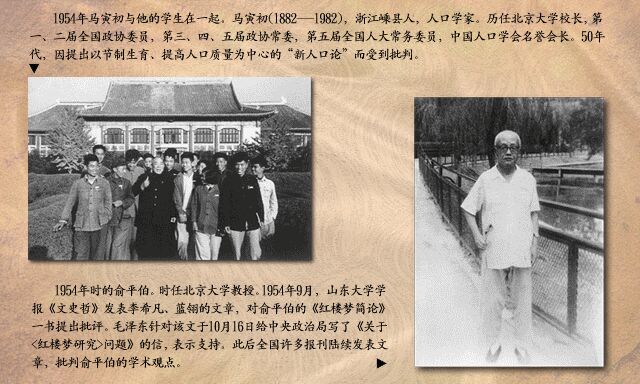 1954年马寅初与他的学生在一起。马寅初(1882—1982)，浙江嵊县人，人口学家。历任北京大学校长，第
一、二届全国政协委员，第三、四、五届政协常委，第五届全国人大常务委员，中国人口学会名誉会长。50年
代，因提出以节制生育、提高人口质量为中心的“新人口论”而受到批判。
1954年时的俞平伯。时任北京大学教授。1954年9月，山东大学学
报《文史哲》发表李希凡、蓝翎的文章，对俞平伯的《红楼梦简论》
一书提出批评。毛泽东针对该文于10月16日给中央政治局写了《关于
<红楼梦研究>问题》的信，表示支持。此后全国许多报刊陆续发表文
章，批判俞平伯的学术观点。